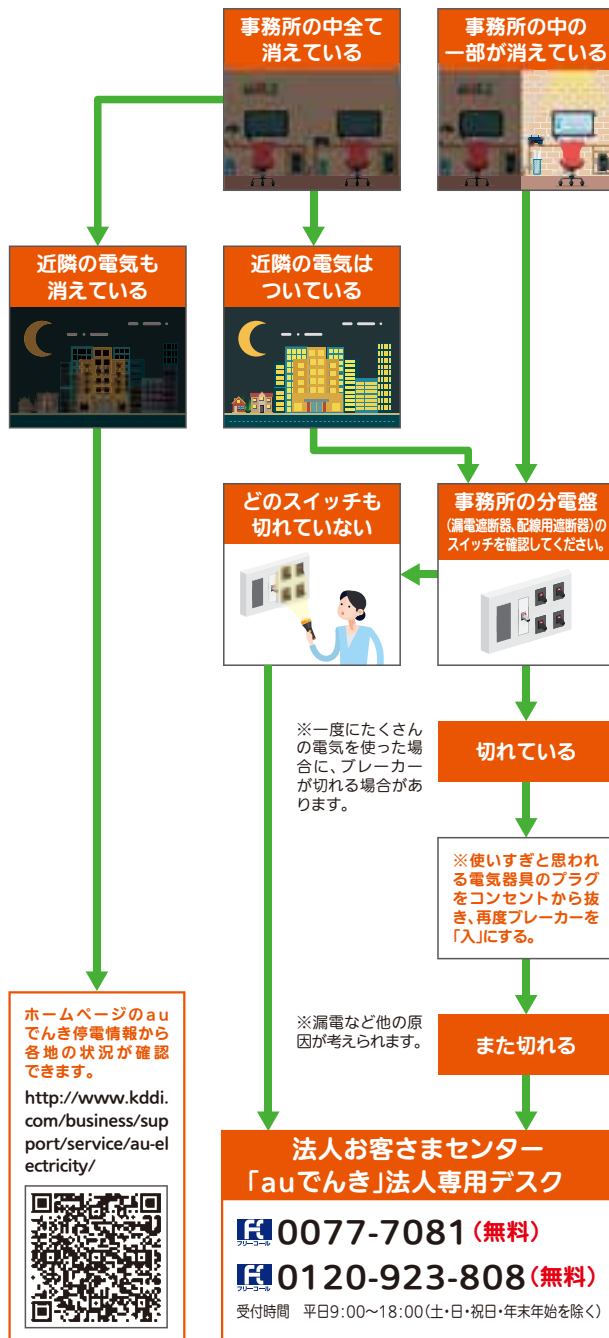 事務所の中全て
消えている
事務所の中の
一部が消えている
近隣の電気も
消えている
近隣の電気は
ついている
どのスイッチも
切れていない
事務所の分電盤
(漏電遮断器、配線用遮断器)の
スイッチを確認してください。
※一度にたくさん
の電気を使った場
合に、ブレーカー
が切れる場合があ
ります。
切れている
※使いすぎと思われ
る電気器具のプラグ
をコンセントから抜
き、再度ブレーカーを
「入」にする。
※漏電など他の原
因が考えられます。
また切れる
ホームページのau
でんき停電情報から
各地の状況が確認
できます。
http://www.kddi.
com/business/sup
port/service/au-el
ectricity/
法人お客さまセンター
「auでんき」法人専用デスク
フリーコール 0077-7081(無料)
フリーコール 0120-923-808(無料)
受付時間 平日9:00〜18:00(土・日・祝日・年末年始を除く)